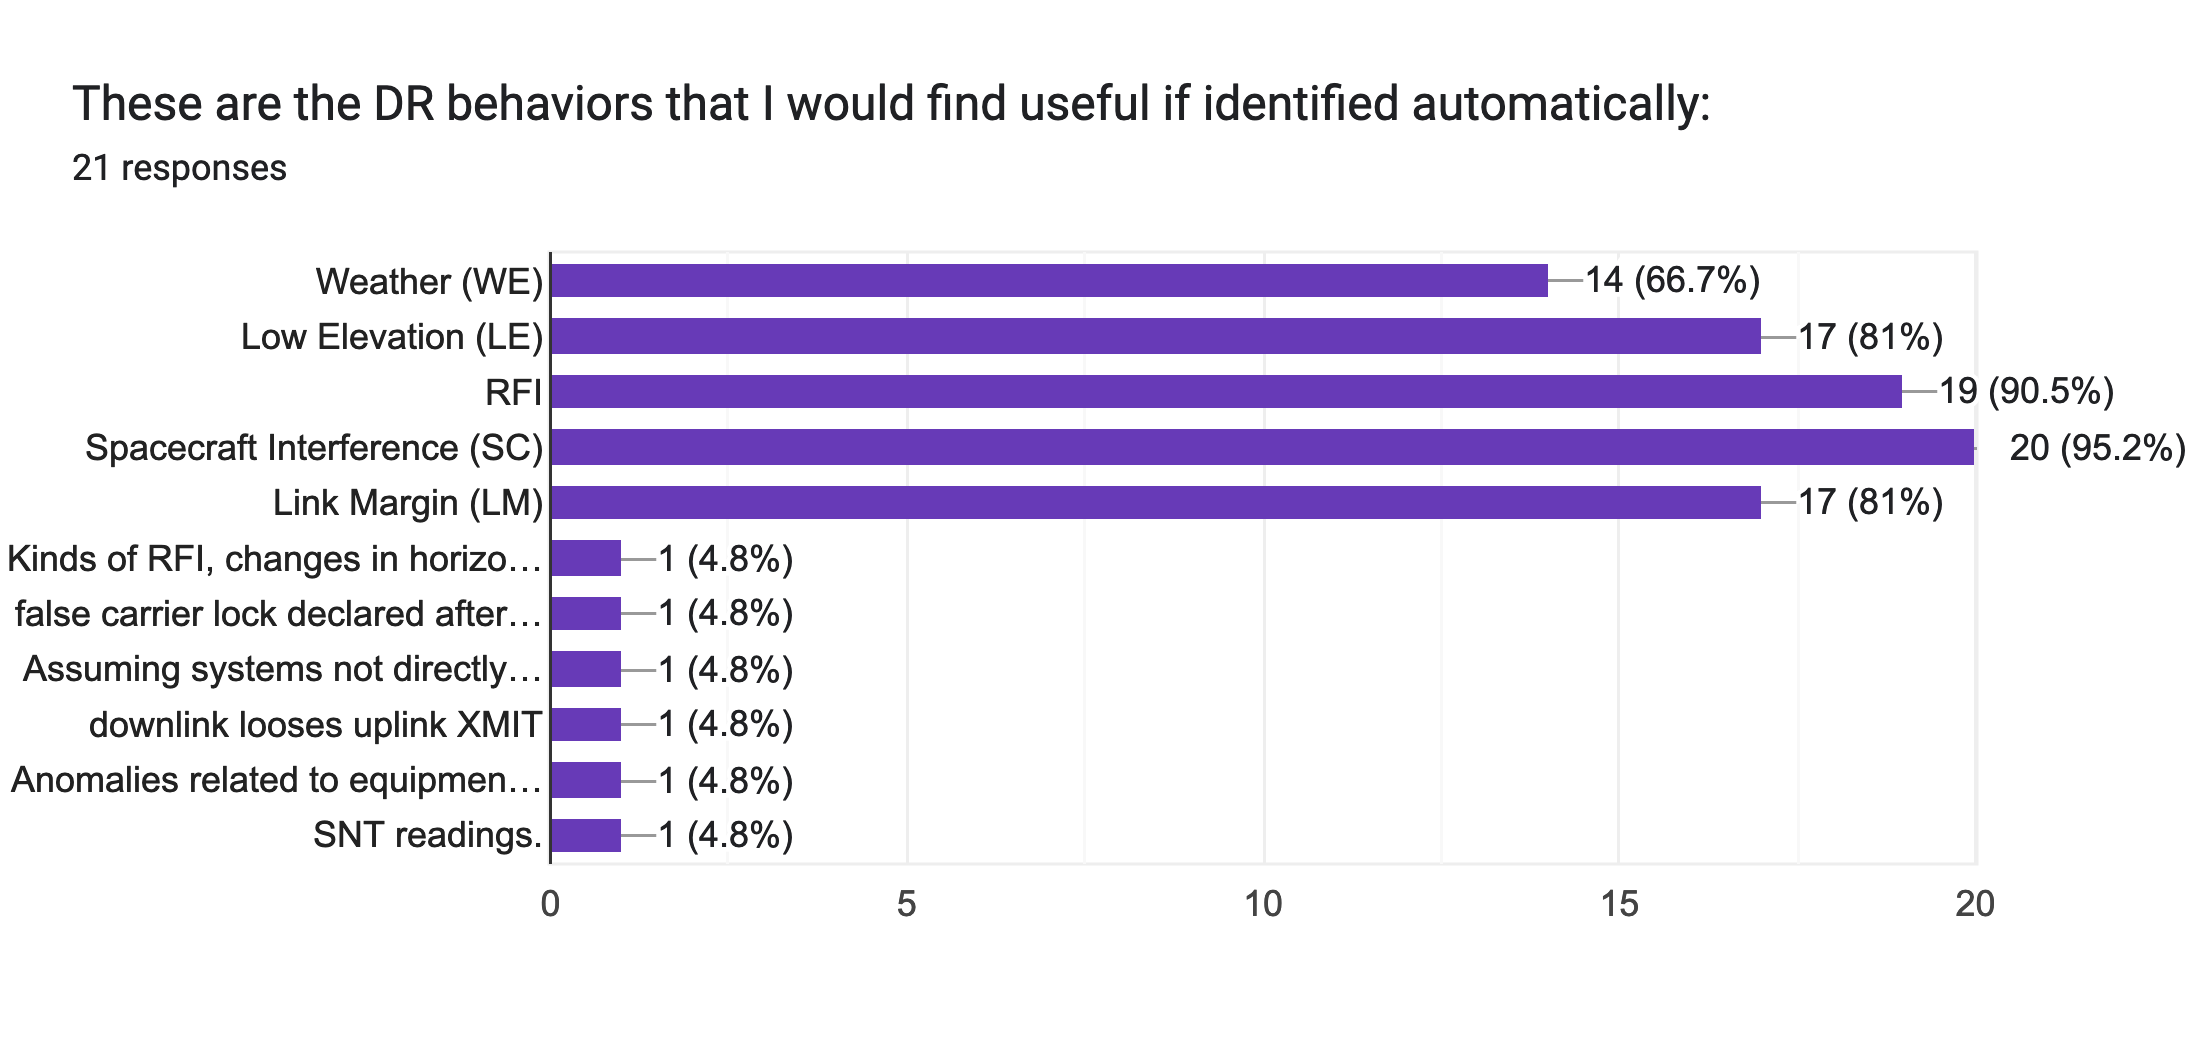 These are the DR behaviors that I would find useful if identified automatically:
21 responses
Weather (WE) 14 (66.7%)
Low Elevation (LE) 17 (81%)
RFI 19 (90.5%)
Spacecraft Interference (SC) 20 (95.2%)
Link Margin (LM) 17 (81%)
Kinds of RFI, changes in horizo… 1 (4.8%)
false carrier lock declared after… 1 (4.8%)
Assuming systems not directly… 1 (4.8%)
downlink looses uplink XMIT 1 (4.8%)
Anomalies related to equipmen… 1 (4.8%)
SNT readings. 1 (4.8%)
0 5 10 15 20